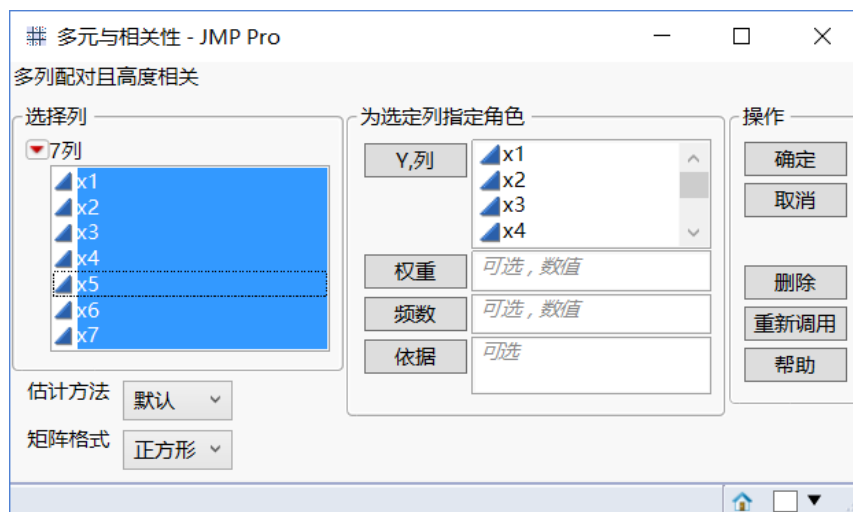 多元与相关性 - JMP Pro
多列配对且高度相关
选择列
7列
x1
x2
x3
x4
x5
x6
x7
估计方法
默认
矩阵格式
正方形
为选定列指定角色
Y,列
x1
x2
x3
x4
权重
可选，数值
频数
可选，数值
依据
可选
操作
确定
取消
删除
重新调用
帮助